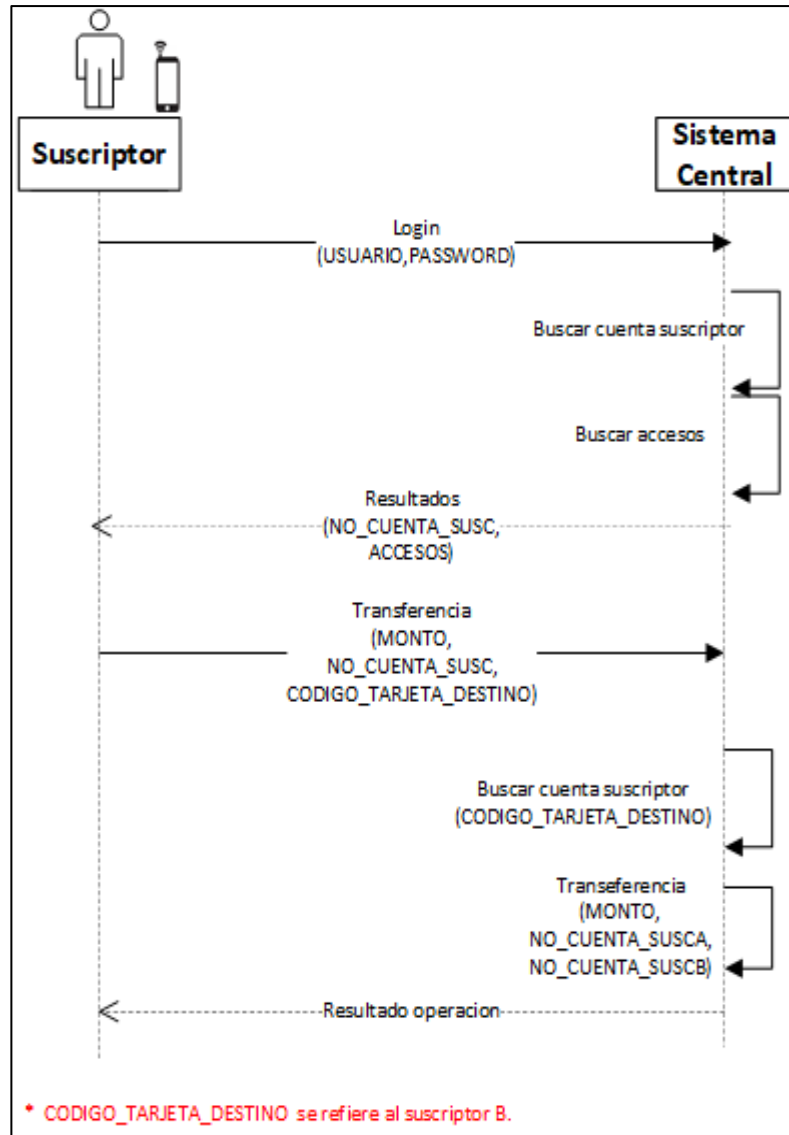 Suscriptor
Sistema
Central
Login
(USUARIO,PASSWORD)
Buscar cuenta suscriptor
Buscar accesos
Resultados
(NO_CUENTA_SUSC,
ACCESOS)
Transferencia
(MONTO,
NO_CUENTA_SUSC,
CODIGO_TARJETA_DESTINO)
Buscar cuenta suscriptor
(CODIGO_TARJETA_DESTINO)
Transeferencia
(MONTO,
NO_CUENTA_SUSCA,
NO_CUENTA_SUSCB)
Resultado operacion
* CODIGO_TARJETA_DESTINO se refiere al suscriptor B.